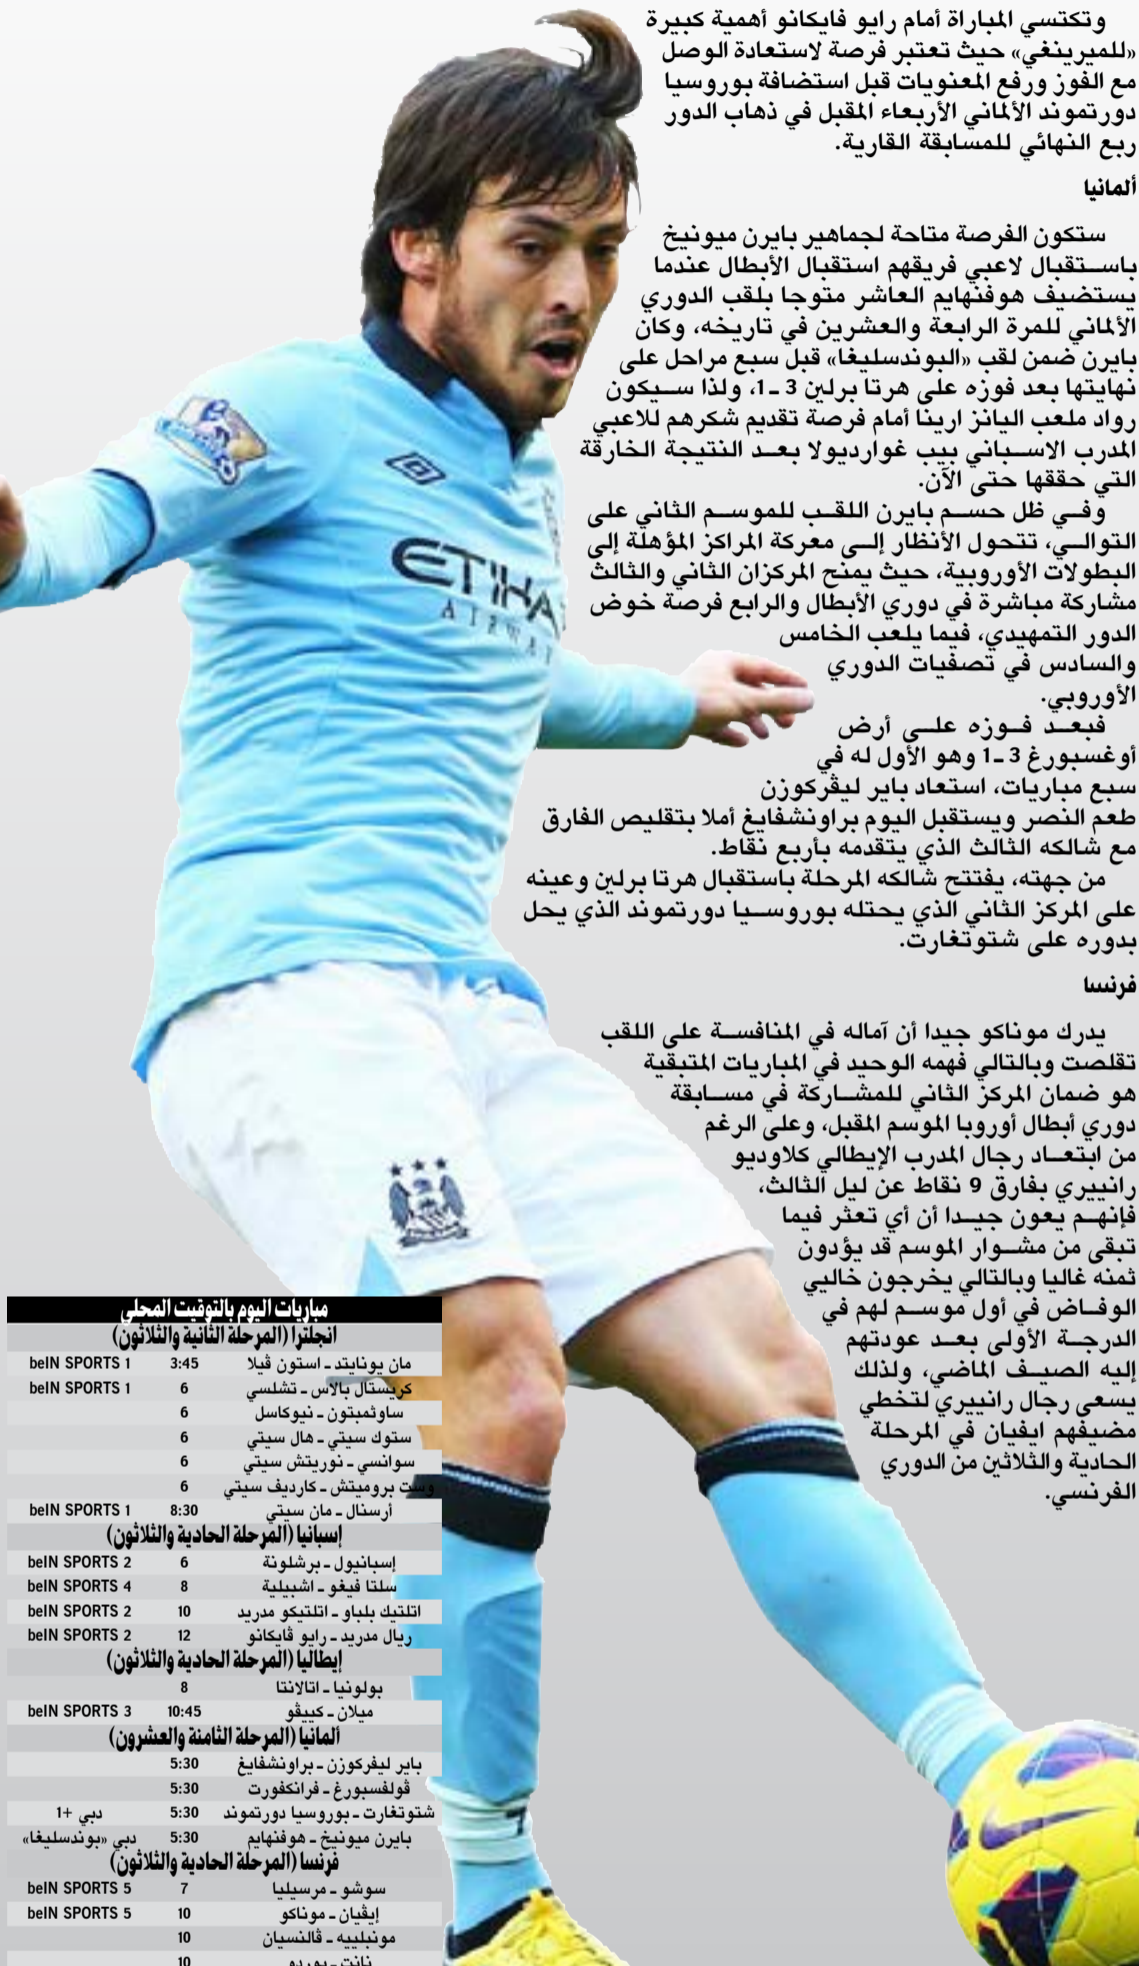 وتكتسي المباراة أمام رايو فايكانو أهمية كبيرة
«للميرينغي» حيث تعتبر فرصة لاستعادة الوصل
مع الفوز ورفع المعنويات قبل استضافة بوروسيا
دورتموند الألماني الأربعاء المقبل في ذهاب الدور
ربع النهائي للمسابقة القارية.
ألمانيا
ستكون الفرصة متاحة لجماهير بايرن ميونيخ
باستقبال لاعبي فريقهم استقبال الأبطال عندما
يستضيف هوفنهايم العاشر متوجا بلقب الدوري
الألماني للمرة الرابعة والعشرين في تاريخه، وكان
بايرن ضمن لقب «البوندسليغا» قبل سبع مراحل على
نهايتها بعد فوزه على هرتا برلين 3 ـ 1، ولذا سيكون
رواد ملعب اليانز ارينا أمام فرصة تقديم شكرهم للاعبي
المدرب الاسباني بيب غوارديولا بعد النتيجة الخارقة
التي حققها حتى الآن.
وفي ظل حسم بايرن اللقب للموسم الثاني على
التوالي، تتحول الأنظار إلى معركة المراكز المؤهلة إلى
البطولات الأوروبية، حيث يمنح المركزان الثاني والثالث
مشاركة مباشرة في دوري الأبطال والرابع فرصة خوض
الدور التمهيدي، فيما يلعب الخامس
والسادس في تصفيات الدوري
الأوروبي.
فبعد فوزه على أرض
أوغسبورغ 3 ـ 1 وهو الأول له في
سبع مباريات، استعاد باير ليڤركوزن
طعم النصر ويستقبل اليوم براونشفايغ أملا بتقليص الفارق
مع شالكه الثالث الذي يتقدمه بأربع نقاط.
من جهته، يفتتح شالكه المرحلة باستقبال هرتا برلين وعينه
على المركز الثاني الذي يحتله بوروسيا دورتموند الذي يحل
بدوره على شتوتغارت.
فرنسا
يدرك موناكو جيدا أن آماله في المنافسة على اللقب
تقلصت وبالتالي فهمه الوحيد في المباريات المتبقية
هو ضمان المركز الثاني للمشاركة في مسابقة
دوري أبطال أوروبا الموسم المقبل، وعلى الرغم
من ابتعاد رجال المدرب الإيطالي كلاوديو
رانييري بفارق 9 نقاط عن ليل الثالث،
فإنهم يعون جيدا أن أي تعثر فيما
تبقى من مشوار الموسم قد يؤدون
ثمنه غاليا وبالتالي يخرجون خاليي
الوفاض في أول موسم لهم في
الدرجة الأولى بعد عودتهم
إليه الصيف الماضي، ولذلك
يسعى رجال رانييري لتخطي
مضيفهم ايفيان في المرحلة
الحادية والثلاثين من الدوري
الفرنسي.
ETIHA
AIRWAY
مباريات اليوم بالتوقيت المحلي
انجلترا (المرحلة الثانية والثلاثون)
مان يونايتد ـ استون ڤيلا 3:45 beIN SPORTS 1
كريستال بالاس ـ تشلسي 6 beIN SPORTS 1
ساوثمبتون ـ نيوكاسل 6
ستوك سيتي ـ هال سيتي 6
سوانسي ـ نوريتش سيتي 6
وست بروميتش ـ كارديف سيتي 6
أرسنال ـ مان سيتي 8:30 beIN SPORTS 1
إسبانيا (المرحلة الحادية والثلاثون)
إسبانيول ـ برشلونة 6 beIN SPORTS 2
سلتا فيغو ـ اشبيلية 8 beIN SPORTS 4
اتلتيك بلباو ـ اتلتيكو مدريد 10 beIN SPORTS 2
ريال مدريد ـ رايو ڤايكانو 12 beIN SPORTS 2
إيطاليا (المرحلة الحادية والثلاثون)
بولونيا ـ اتالانتا 8
ميلان ـ كييڤو 10:45 beIN SPORTS 3
ألمانيا (المرحلة الثامنة والعشرون)
باير ليفركوزن ـ براونشفايغ 5:30
ڤولفسبورغ ـ فرانكفورت 5:30
شتوتغارت ـ بوروسيا دورتموند 5:30 دبي +1
بايرن ميونيخ ـ هوفنهايم 5:30 دبي «بوندسليغا»
فرنسا (المرحلة الحادية والثلاثون)
سوشو ـ مرسيليا 7 beIN SPORTS 5
إيڤيان ـ موناكو 10 beIN SPORTS 5
مونبلييه ـ ڤالنسيان 10
نانت ـ بوردو 10